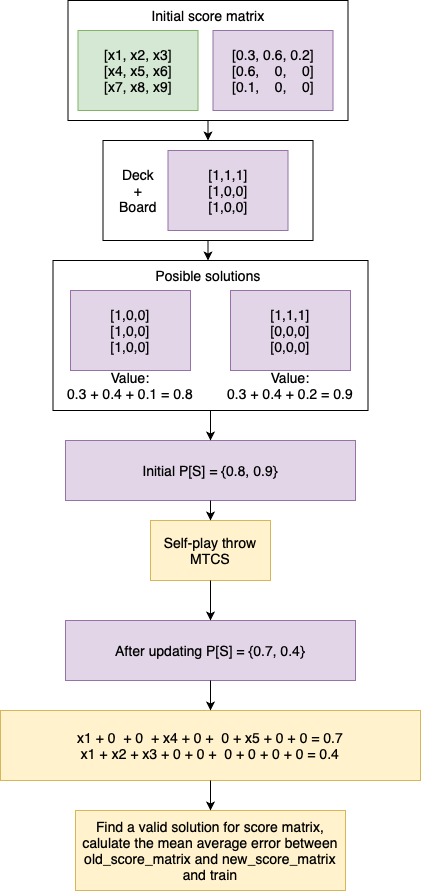 Initial score matrix
[x1, x2, x3]
[x4, x5, x6]
[x7, x8, x9]
[0.3, 0.6, 0.2]
[0.6, 0, 0]
[0.1, 0, 0]
Deck
+
Board
[1,1,1]
[1,0,0]
[1,0,0]
Posible solutions
[1,0,0]
[1,0,0]
[1,0,0]
Value:
0.3 + 0.4 + 0.1 = 0.8
[1,1,1]
[0,0,0]
[0,0,0]
Value:
0.3 + 0.4 + 0.2 = 0.9
Initial P[S] = {0.8, 0.9}
Self-play throw
MTCS
After updating P[S] = {0.7, 0.4}
x1 + 0 + 0 + x4 + 0 + 0 + x5 + 0 + 0 = 0.7
x1 + x2 + x3 + 0 + 0 + 0 + 0 + 0 + 0 = 0.4
Find a valid solution for score matrix,
calulate the mean average error between
old_score_matrix and new_score_matrix
and train